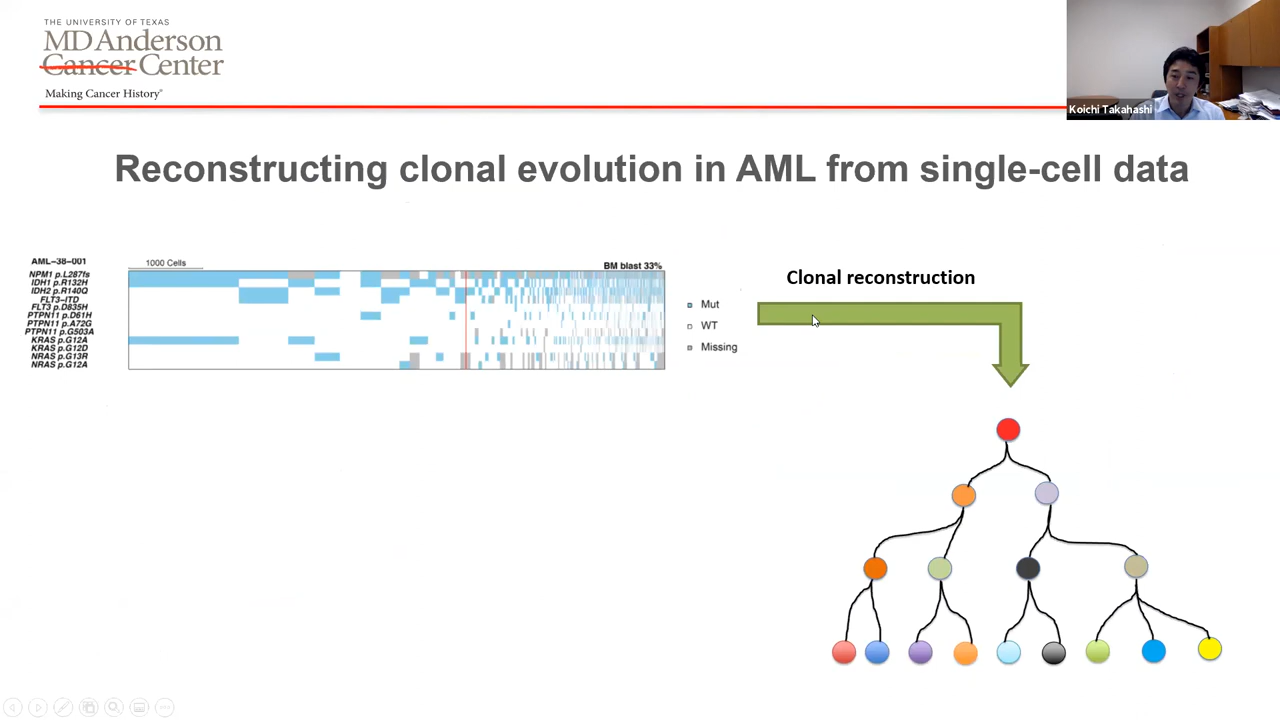 THE UNIVERSITY OF TEXAS
MD Anderson
Cancer Center
Making Cancer History®
Koichi Takahashi
Reconstructing clonal evolution in AML from single-cell data
AML-38-001
1000 Cells
BM blast 33%
NPM1 p.L287fs
IDH1 p.R132H
IDH2 p.R140Q
FLT3-ITD
FLT3 p.D835H
PTPN11 p.D61H
PTPN11 p.A72G
PTPN11 p.G503A
KRAS p.G12A
KRAS p.G12D
NRAS p.G13R
NRAS p.G12A
Mut
WT
Missing
Clonal reconstruction